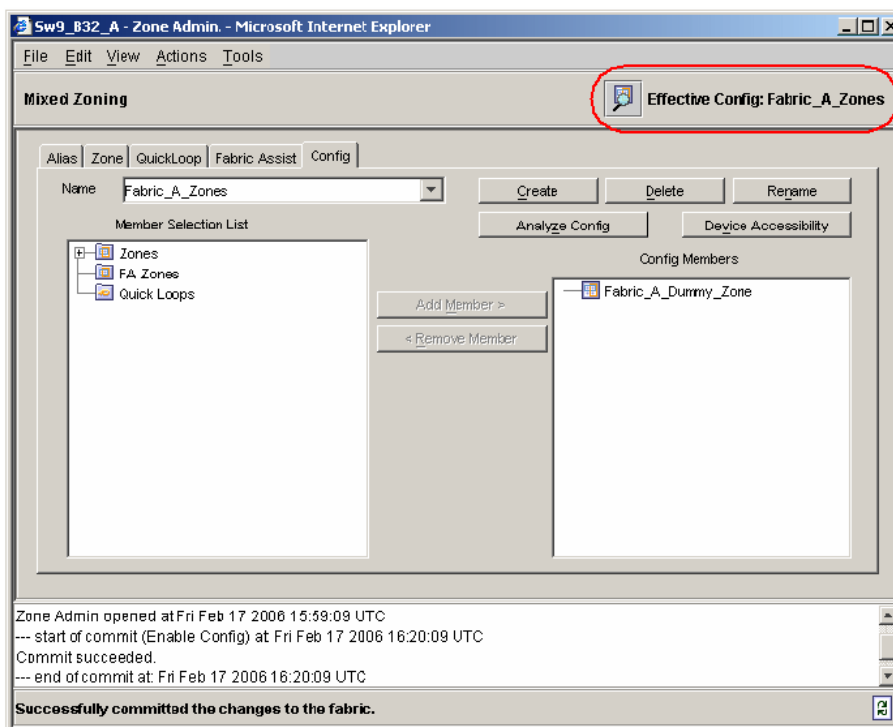 Sw9_B32_A - Zone Admin. - Microsoft Internet Explorer
File Edit View Actions Tools
Mixed Zoning
Effective Config: Fabric_A_Zones
Alias Zone QuickLoop Fabric Assist Config
Name Fabric_A_Zones
Create Delete Rename
Member Selection List
Analyze Config Device Accessibility
Config Members
Zones
FA Zones
Quick Loops
Fabric_A_Dummy_Zone
Add Member >
< Remove Member
Zone Admin opened at Fri Feb 17 2006 15:59:09 UTC
--- start of commit (Enable Config) at: Fri Feb 17 2006 16:20:09 UTC
Commit succeeded.
--- end of commit at: Fri Feb 17 2006 16:20:09 UTC
Successfully committed the changes to the fabric.